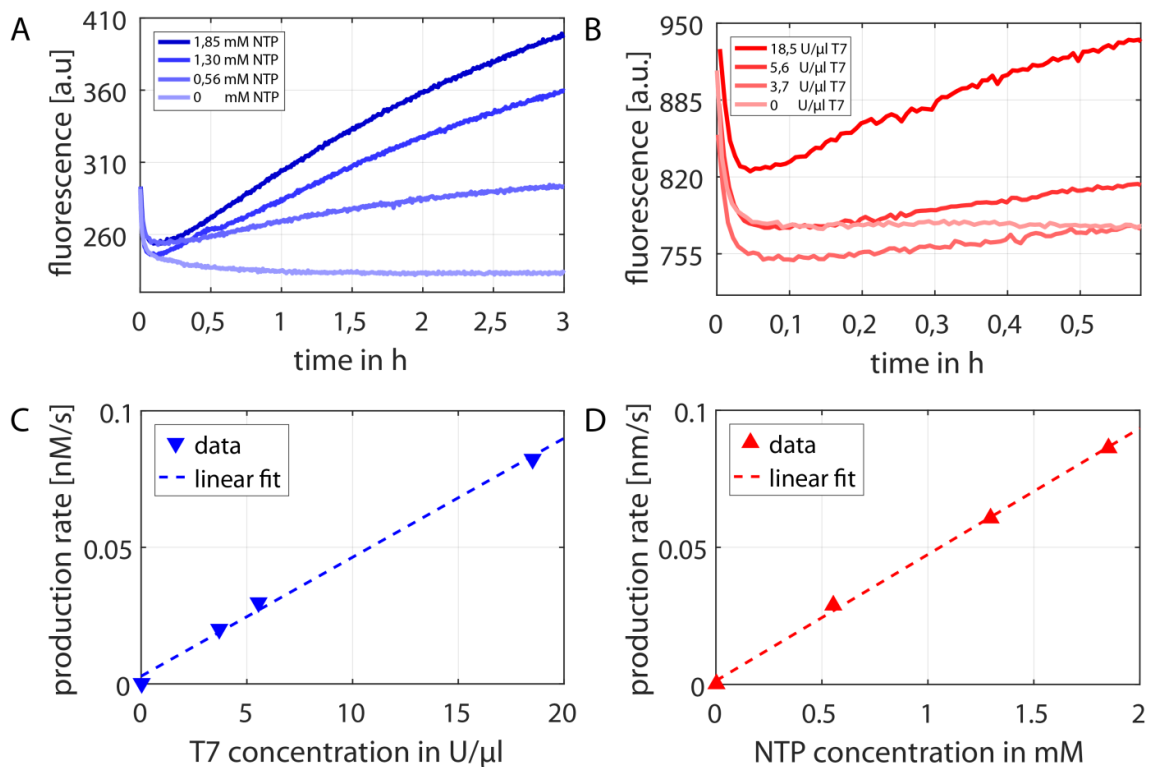 A
fluorescence [a.u]
410
360
310
260
1,85 mM NTP
1,30 mM NTP
0,56 mM NTP
0 mM NTP
0 0,5 1 1,5 2 2,5 3
time in h
B
fluorescence [a.u.]
950
885
820
755
18,5 U/µl T7
5,6 U/µl T7
3,7 U/µl T7
0 U/µl T7
0 0,1 0,2 0,3 0,4 0,5
time in h
C
production rate [nM/s]
0.1
0.05
0
data
linear fit
0 5 10 15 20
T7 concentration in U/µl
D
production rate [nm/s]
0.1
0.05
0
data
linear fit
0 0.5 1 1.5 2
NTP concentration in mM